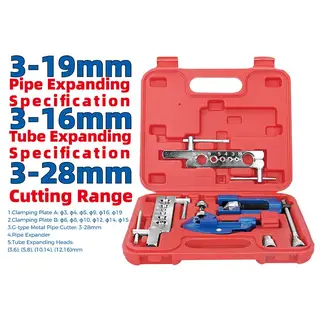 3-19mm
Pipe Expanding
Specification
3-16mm
Tube Expanding
Specification
3-28mm
Cutting Range
1.Clamping Plate A: φ3, φ4, φ5, φ9, φ16, φ19
2.Clamping Plate B: φ6, φ8, φ10, φ12, φ14, φ15
3.G-type Metal Pipe Cutter: 3-28mm
4.Pipe Expander
5.Tube Expanding Heads:
(3.6), (5.8), (10.14), (12.16)mm